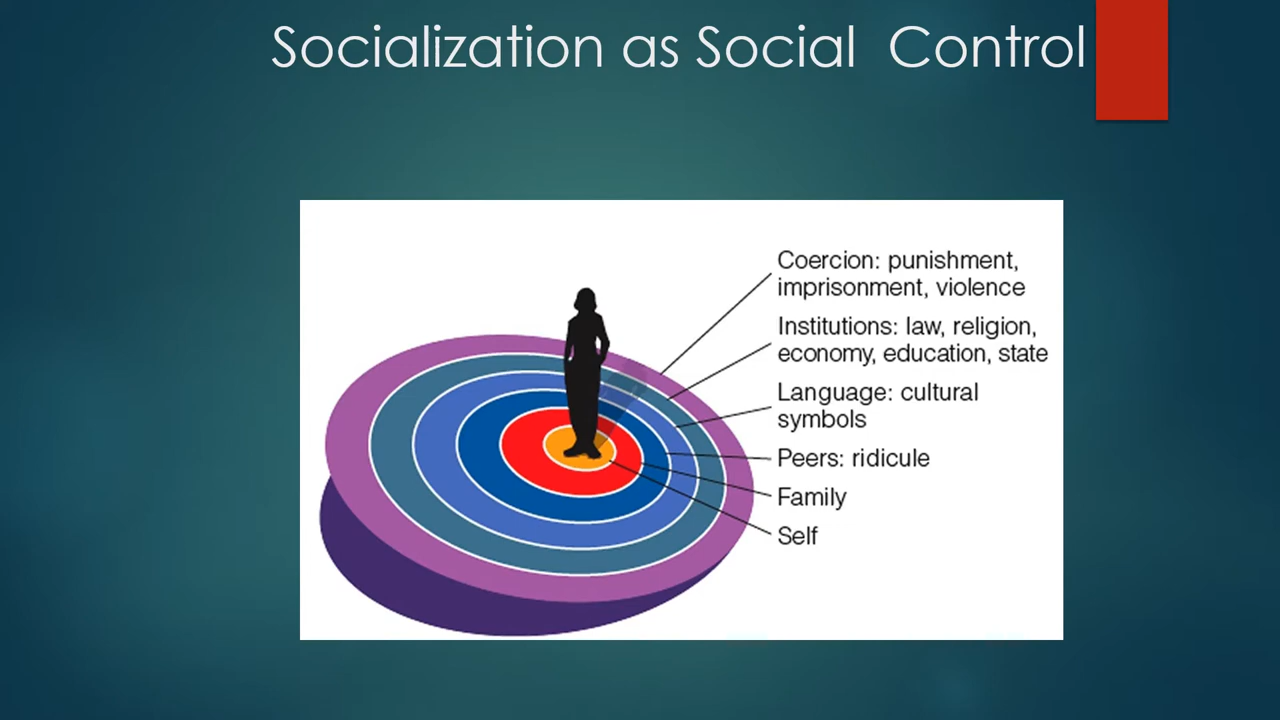 Socialization as Social  Control
Coercion: punishment,
imprisonment, violence
Institutions: law, religion,
economy, education, state
Language: cultural
symbols
Peers: ridicule
Family
Self